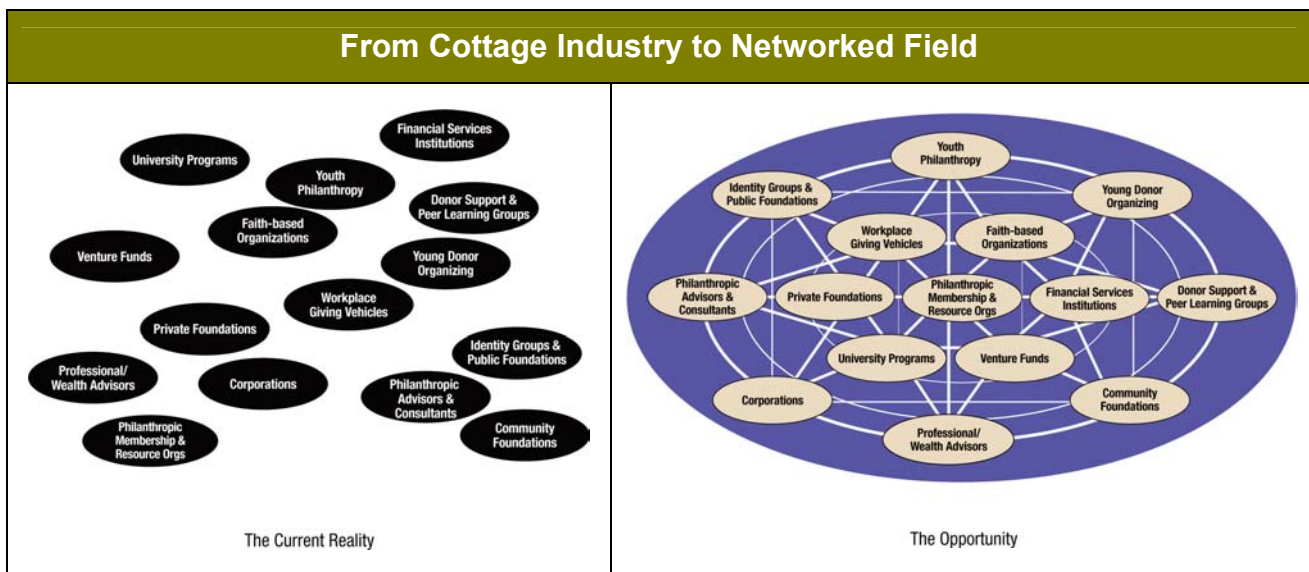 From Cottage Industry to Networked Field
Financial Services
Institutions
University Programs
Youth
Philanthropy
Donor Support &
Peer Learning Groups
Faith-based
Organizations
Venture Funds
Young Donor
Organizing
Workplace
Giving Vehicles
Private Foundations
Identity Groups &
Public Foundations
Professional/
Wealth Advisors
Corporations
Philanthropic
Advisors &
Consultants
Philanthropic
Membership &
Resource Orgs
Community
Foundations
The Current Reality
Youth
Philanthropy
Identity Groups &
Public Foundations
Young Donor
Organizing
Workplace
Giving Vehicles
Faith-based
Organizations
Philanthropic
Advisors &
Consultants
Private Foundations
Philanthropic
Membership &
Resource Orgs
Financial Services
Institutions
Donor Support &
Peer Learning Groups
University Programs
Venture Funds
Corporations
Community
Foundations
Professional/
Wealth Advisors
The Opportunity